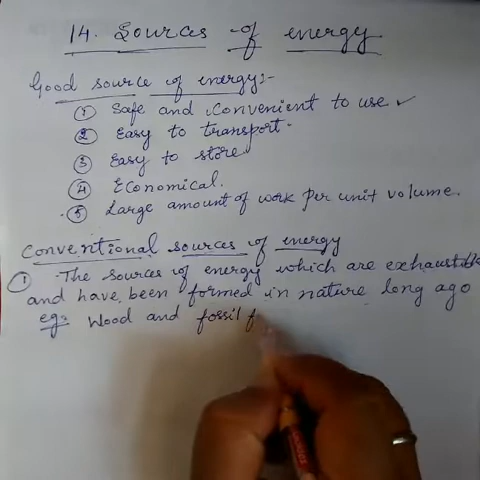 14. Sources of energy
Good source of energy:-
① Safe and convenient to use ✓
② Easy to transport.
③ Easy to store
④ Economical.
⑤ Large amount of work per unit volume.
Conventional sources of energy
① The sources of energy which are exhaustible
and have been formed in nature long ago
eg: Wood and fossil f